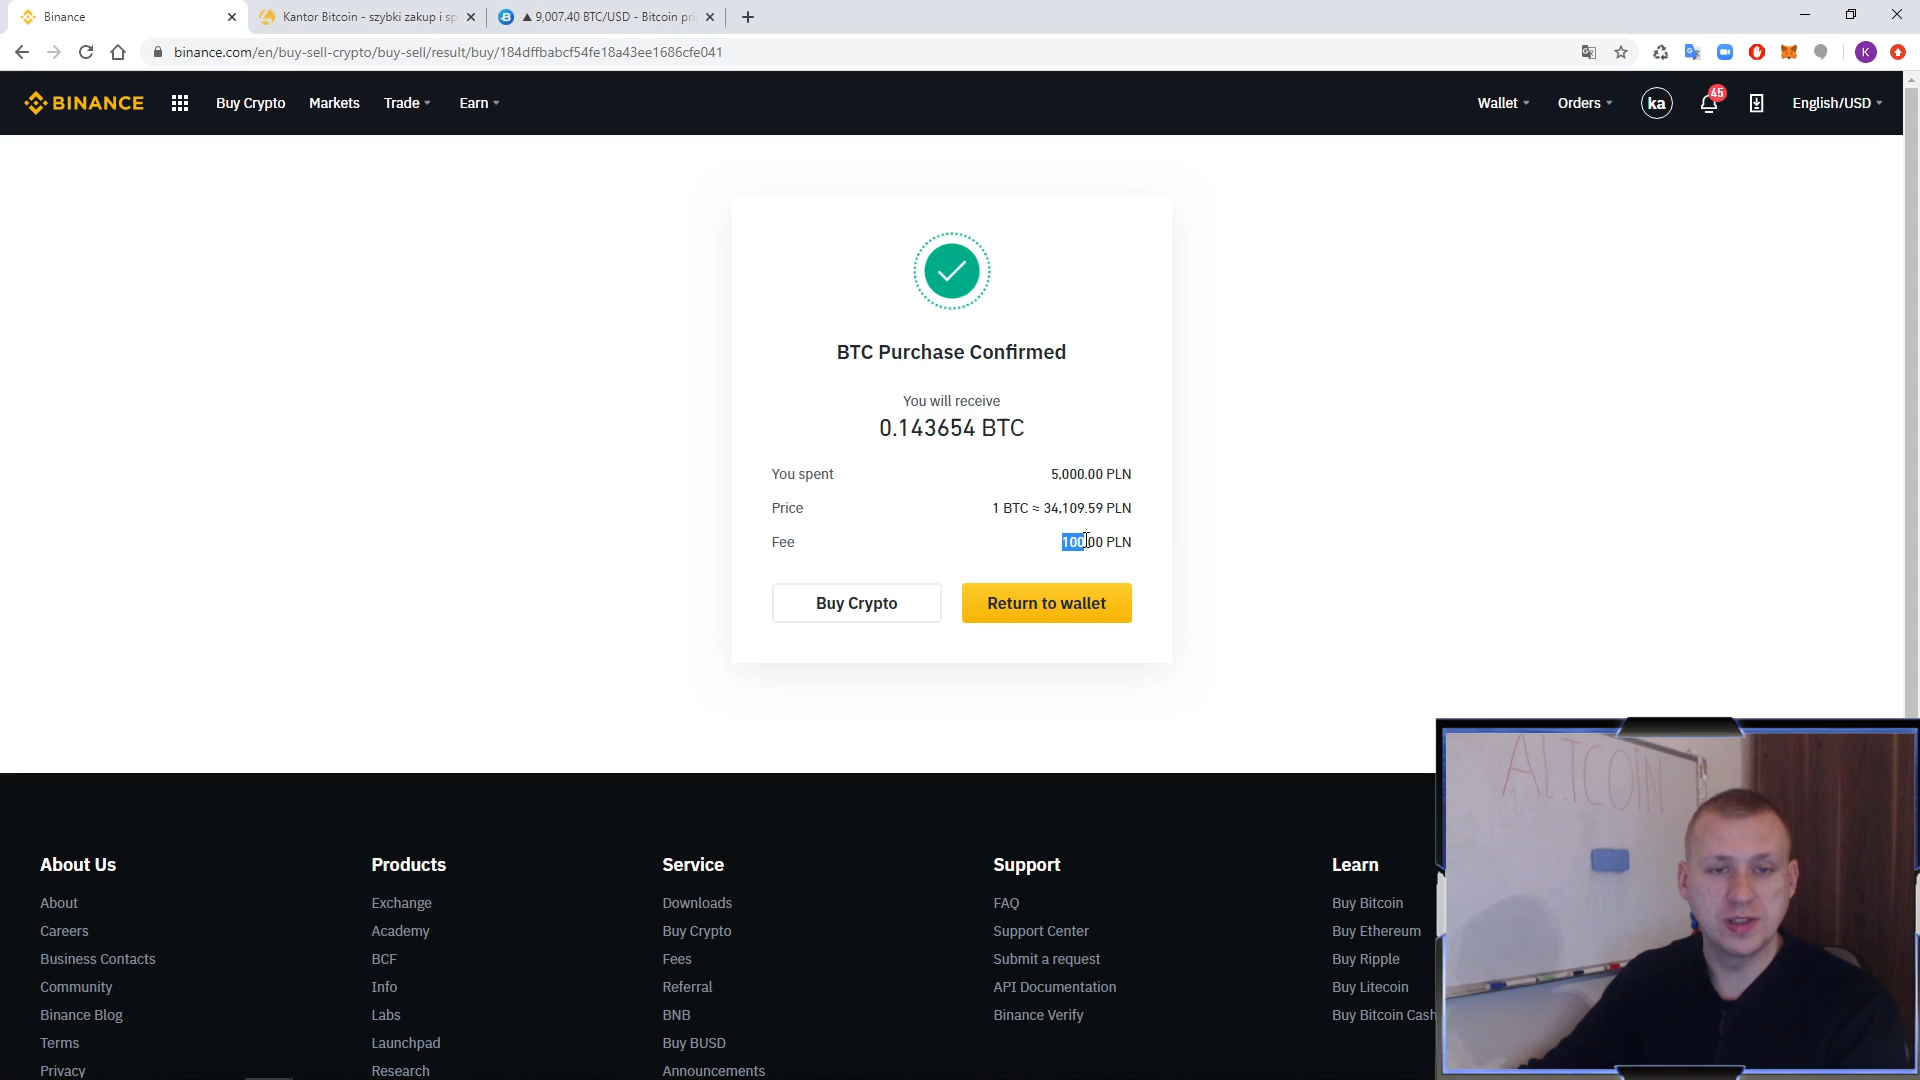 Binance
Kantor Bitcoin - szybki zakup i sp
▲ 9,007.40 BTC/USD - Bitcoin pri
binance.com/en/buy-sell-crypto/buy-sell/result/buy/184dffbabcf54fe18a43ee1686cfe041
K
BINANCE
Buy Crypto
Markets
Trade
Earn
Wallet
Orders
ka
45
English/USD
BTC Purchase Confirmed
You will receive
0.143654 BTC
You spent 5,000.00 PLN
Price 1 BTC ≈ 34,109.59 PLN
Fee 100.00 PLN
Buy Crypto
Return to wallet
ALTCOIN
About Us
About
Careers
Business Contacts
Community
Binance Blog
Terms
Privacy
Products
Exchange
Academy
BCF
Info
Labs
Launchpad
Research
Service
Downloads
Buy Crypto
Fees
Referral
BNB
Buy BUSD
Announcements
Support
FAQ
Support Center
Submit a request
API Documentation
Binance Verify
Learn
Buy Bitcoin
Buy Ethereum
Buy Ripple
Buy Litecoin
Buy Bitcoin Cash